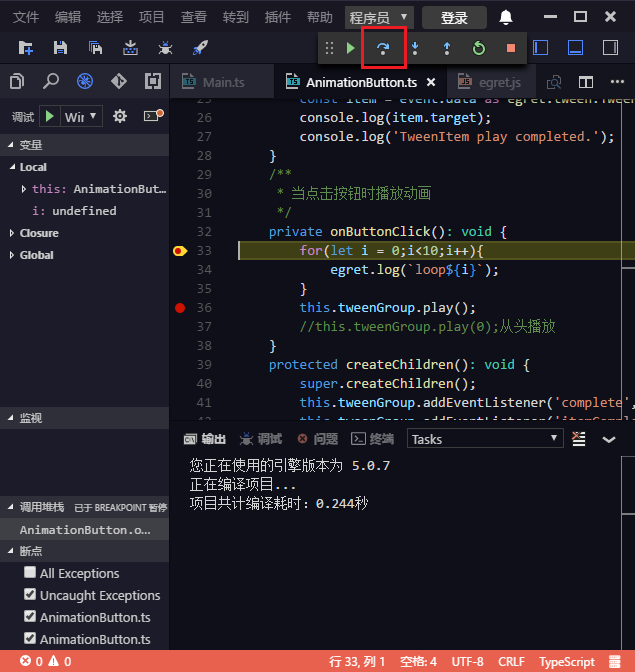 文件 编辑 选择 项目 查看 转到 插件 帮助 程序员 登录
Main.ts AnimationButton.ts egret.js
调试 Wir
变量
Local
this: AnimationBut...
i: undefined
Closure
Global
监视
调用堆栈 已于 BREAKPOINT 暂停
AnimationButton.o...
断点
All Exceptions
Uncaught Exceptions
AnimationButton.ts
AnimationButton.ts
25 const item = event.data as egret.tween.Tween
26 console.log(item.target);
27 console.log('TweenItem play completed.');
28 }
29 /**
30 * 当点击按钮时播放动画
31 */
32 private onButtonClick(): void {
33 for(let i = 0;i<10;i++){
34 egret.log(`loop${i}`);
35 }
36 this.tweenGroup.play();
37 //this.tweenGroup.play(0);从头播放
38 }
39 protected createChildren(): void {
40 super.createChildren();
41 this.tweenGroup.addEventListener('complete',
42 this.tweenGroup.addEventListener('itemComple
输出 调试 问题 终端 Tasks
您正在使用的引擎版本为 5.0.7
正在编译项目...
项目共计编译耗时：0.244秒
0 0 行 33, 列 1 空格: 4 UTF-8 CRLF TypeScript